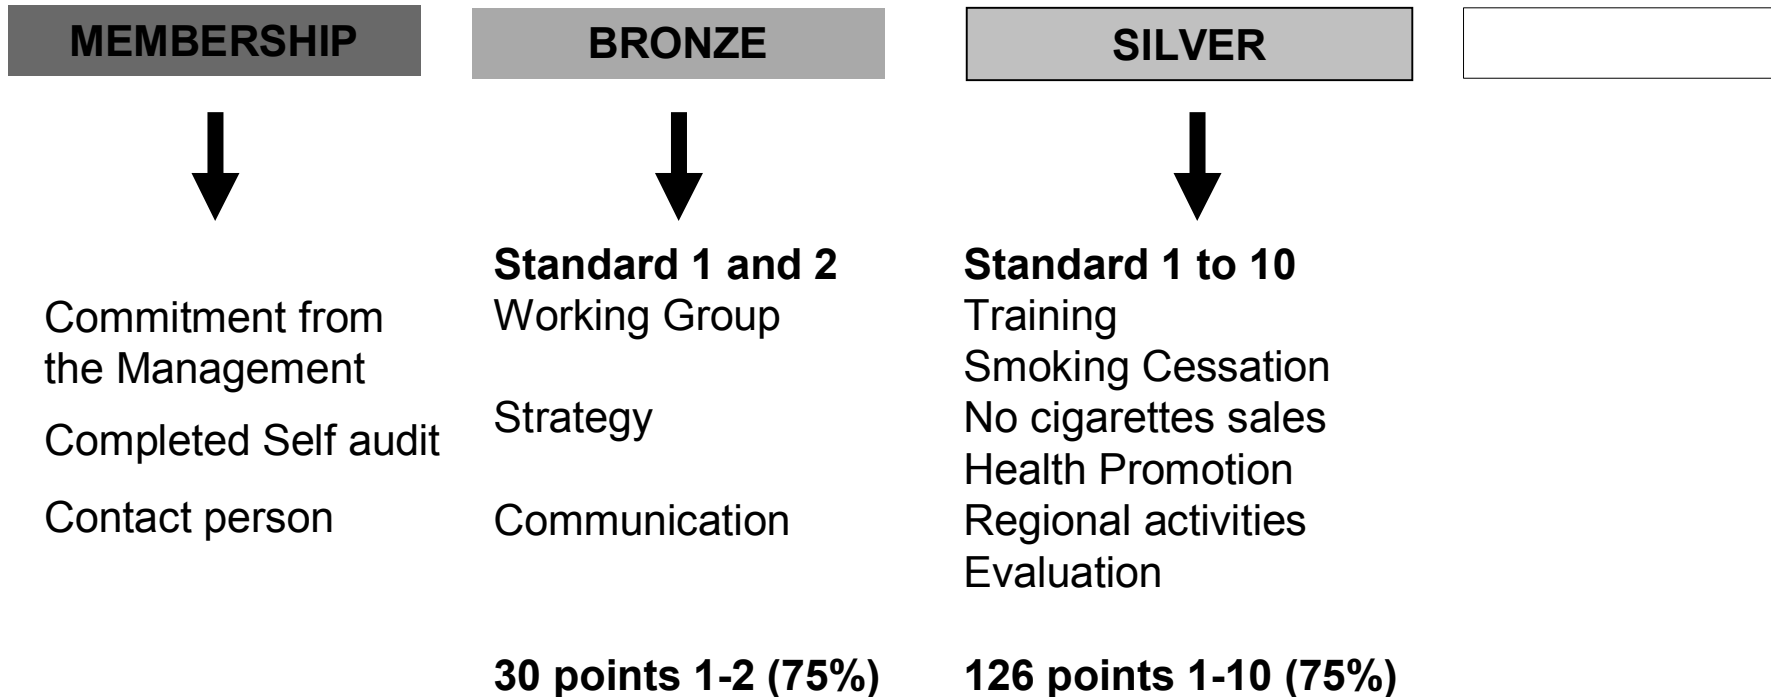 MEMBERSHIP
BRONZE
SILVER
Commitment from
the Management
Completed Self audit
Contact person
Standard 1 and 2
Working Group
Strategy
Communication
30 points 1-2 (75%)
Standard 1 to 10
Training
Smoking Cessation
No cigarettes sales
Health Promotion
Regional activities
Evaluation
126 points 1-10 (75%)